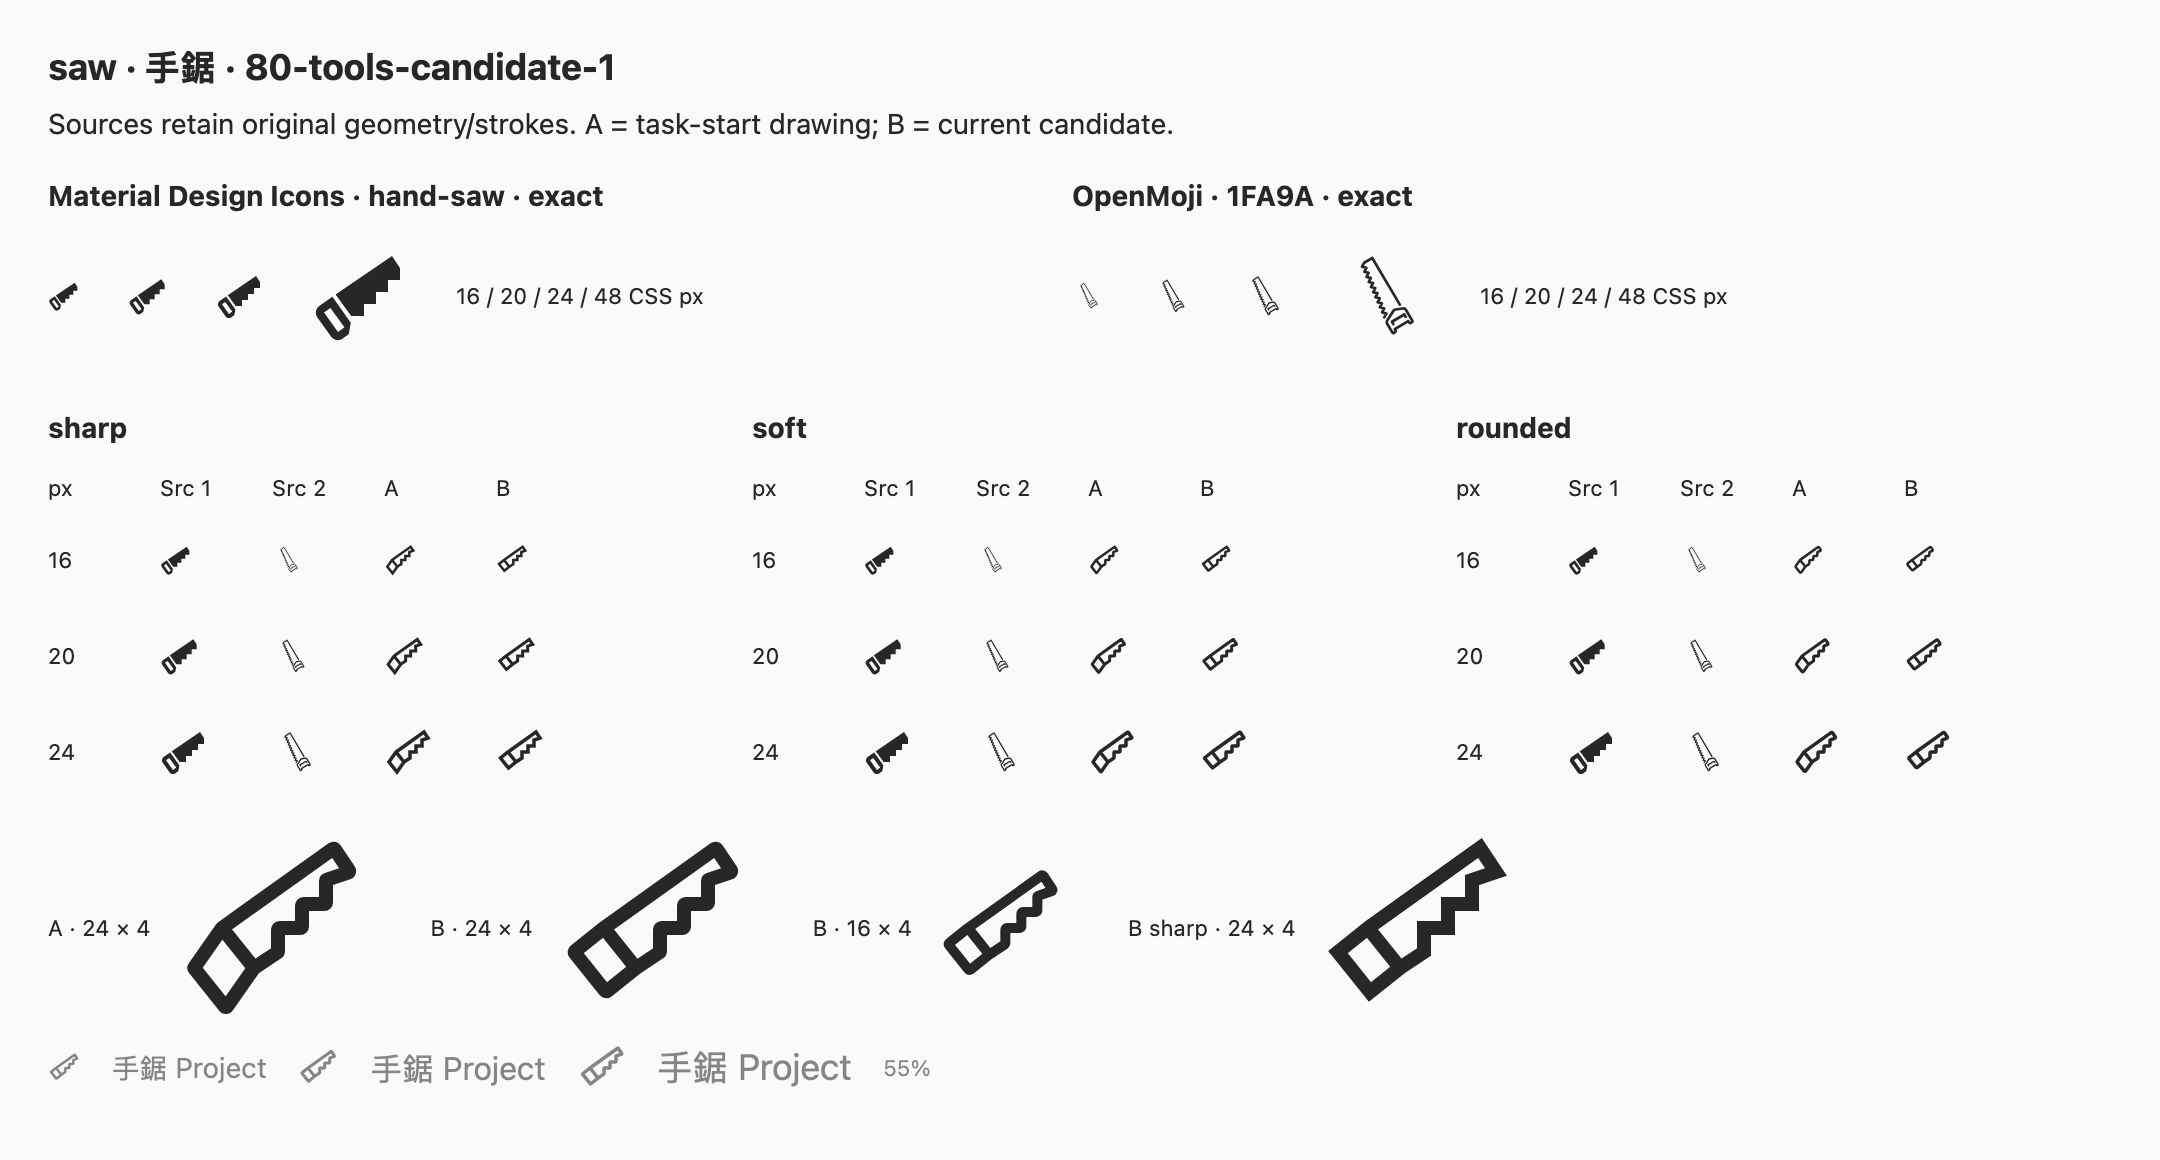 saw · 手鋸 · 80-tools-candidate-1
Sources retain original geometry/strokes. A = task-start drawing; B = current candidate.
Material Design Icons · hand-saw · exact
16 / 20 / 24 / 48 CSS px
OpenMoji · 1FA9A · exact
16 / 20 / 24 / 48 CSS px
sharp
px Src 1 Src 2 A B
16
20
24
soft
px Src 1 Src 2 A B
16
20
24
rounded
px Src 1 Src 2 A B
16
20
24
A · 24 × 4
B · 24 × 4
B · 16 × 4
B sharp · 24 × 4
手鋸 Project 手鋸 Project 手鋸 Project 55%